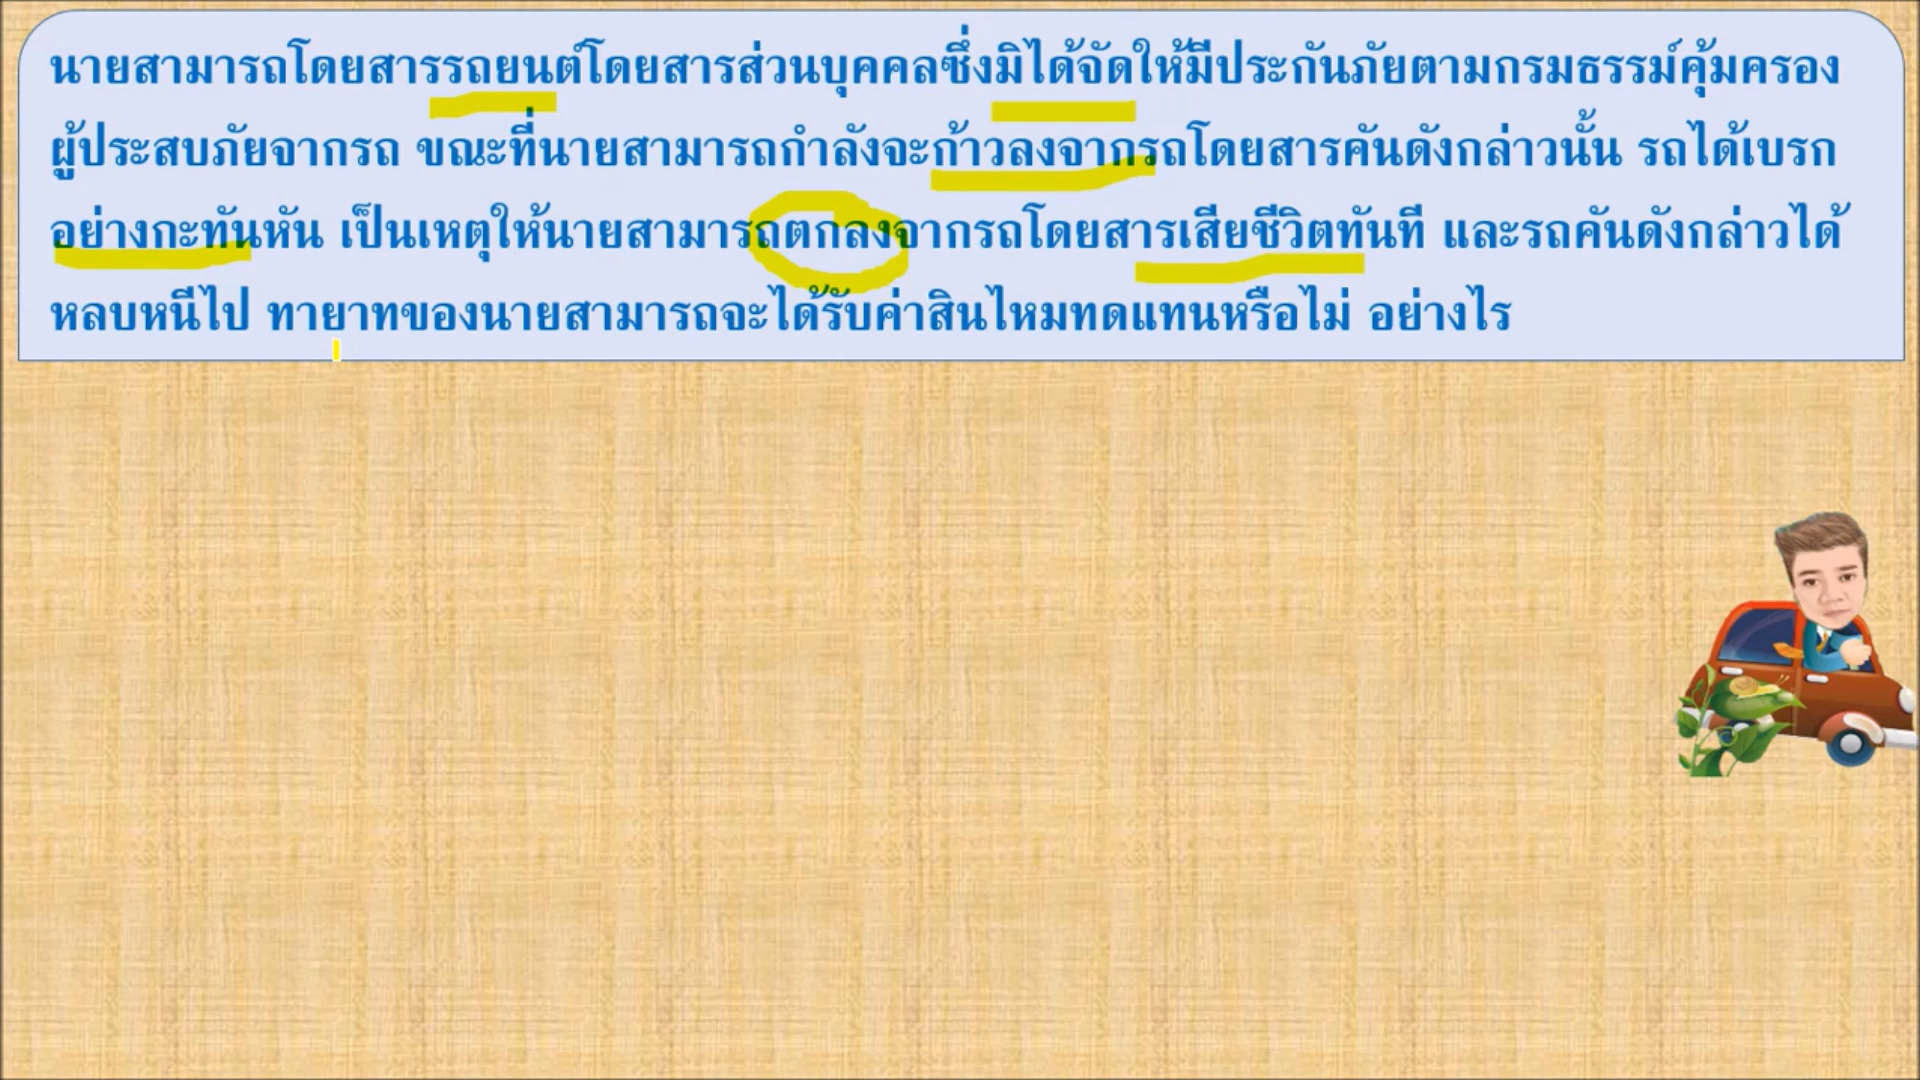 นายสามารถโดยสารรถยนต์โดยสารส่วนบุคคลซึ่งมิได้จัดให้มีประกันภัยตามกรมธรรม์คุ้มครอง
ผู้ประสบภัยจากรถ ขณะที่นายสามารถกำลังจะก้าวลงจากรถโดยสารคันดังกล่าวนั้น รถได้เบรก
อย่างกะทันหัน เป็นเหตุให้นายสามารถตกลงจากรถโดยสารเสียชีวิตทันที และรถคันดังกล่าวได้
หลบหนีไป ทายาทของนายสามารถจะได้รับค่าสินไหมทดแทนหรือไม่ อย่างไร